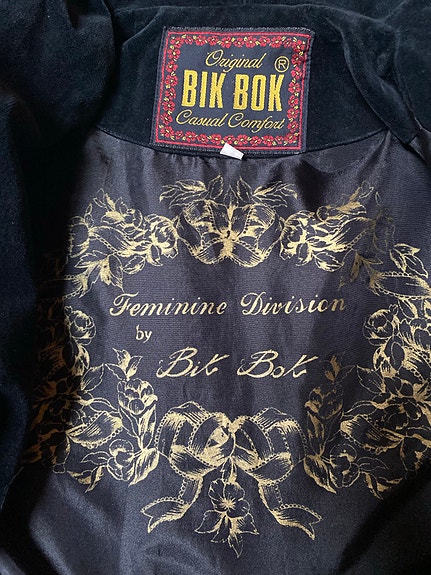 Original ®
BIK BOK
Casual Comfort
Feminine Division
by
Bik Bok